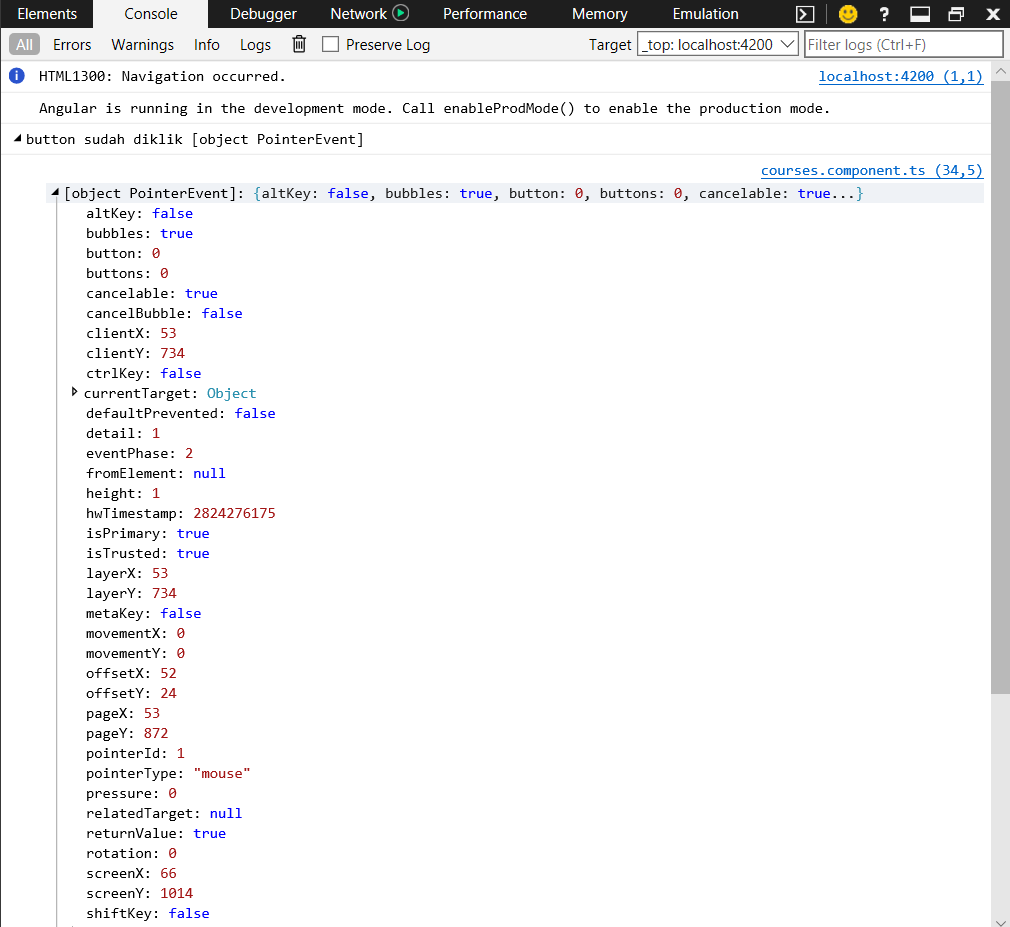 Elements Console Debugger Network Performance Memory Emulation ?
All Errors Warnings Info Logs Preserve Log Target _top: localhost:4200 Filter logs (Ctrl+F)
HTML1300: Navigation occurred. localhost:4200 (1,1)
Angular is running in the development mode. Call enableProdMode() to enable the production mode.
button sudah diklik [object PointerEvent]
courses.component.ts (34,5)
[object PointerEvent]: {altKey: false, bubbles: true, button: 0, buttons: 0, cancelable: true...}
altKey: false
bubbles: true
button: 0
buttons: 0
cancelable: true
cancelBubble: false
clientX: 53
clientY: 734
ctrlKey: false
currentTarget: Object
defaultPrevented: false
detail: 1
eventPhase: 2
fromElement: null
height: 1
hwTimestamp: 2824276175
isPrimary: true
isTrusted: true
layerX: 53
layerY: 734
metaKey: false
movementX: 0
movementY: 0
offsetX: 52
offsetY: 24
pageX: 53
pageY: 872
pointerId: 1
pointerType: "mouse"
pressure: 0
relatedTarget: null
returnValue: true
rotation: 0
screenX: 66
screenY: 1014
shiftKey: false